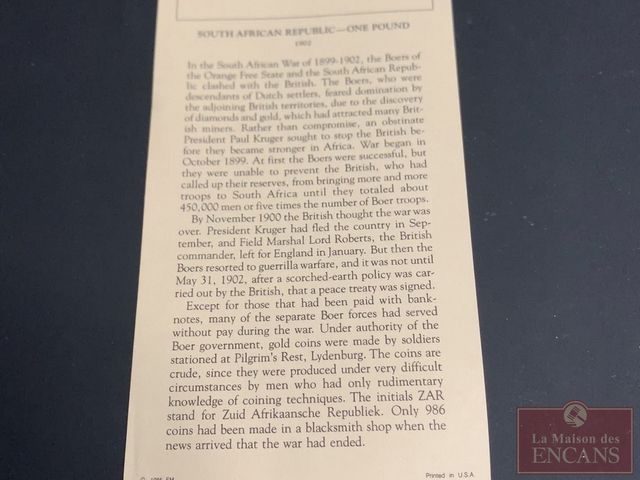 SOUTH AFRICAN REPUBLIC—ONE POUND
1902
In the South African War of 1899-1902, the Boers of
the Orange Free State and the South African Repub-
lic clashed with the British. The Boers, who were
descendants of Dutch settlers, feared domination by
the adjoining British territories, due to the discovery
of diamonds and gold, which had attracted many Brit-
ish miners. Rather than compromise, an obstinate
President Paul Kruger sought to stop the British be-
fore they became stronger in Africa. War began in
October 1899. At first the Boers were successful, but
they were unable to prevent the British, who had
called up their reserves, from bringing more and more
troops to South Africa until they totaled about
450,000 men or five times the number of Boer troops.
By November 1900 the British thought the war was
over. President Kruger had fled the country in Sep-
tember, and Field Marshal Lord Roberts, the British
commander, left for England in January. But then the
Boers resorted to guerrilla warfare, and it was not until
May 31, 1902, after a scorched-earth policy was car-
ried out by the British, that a peace treaty was signed.
Except for those that had been paid with bank-
notes, many of the separate Boer forces had served
without pay during the war. Under authority of the
Boer government, gold coins were made by soldiers
stationed at Pilgrim's Rest, Lydenburg. The coins are
crude, since they were produced under very difficult
circumstances by men who had only rudimentary
knowledge of coining techniques. The initials ZAR
stand for Zuid Afrikaansche Republiek. Only 986
coins had been made in a blacksmith shop when the
news arrived that the war had ended.
Printed in U.S.A.
La Maison des
ENCANS